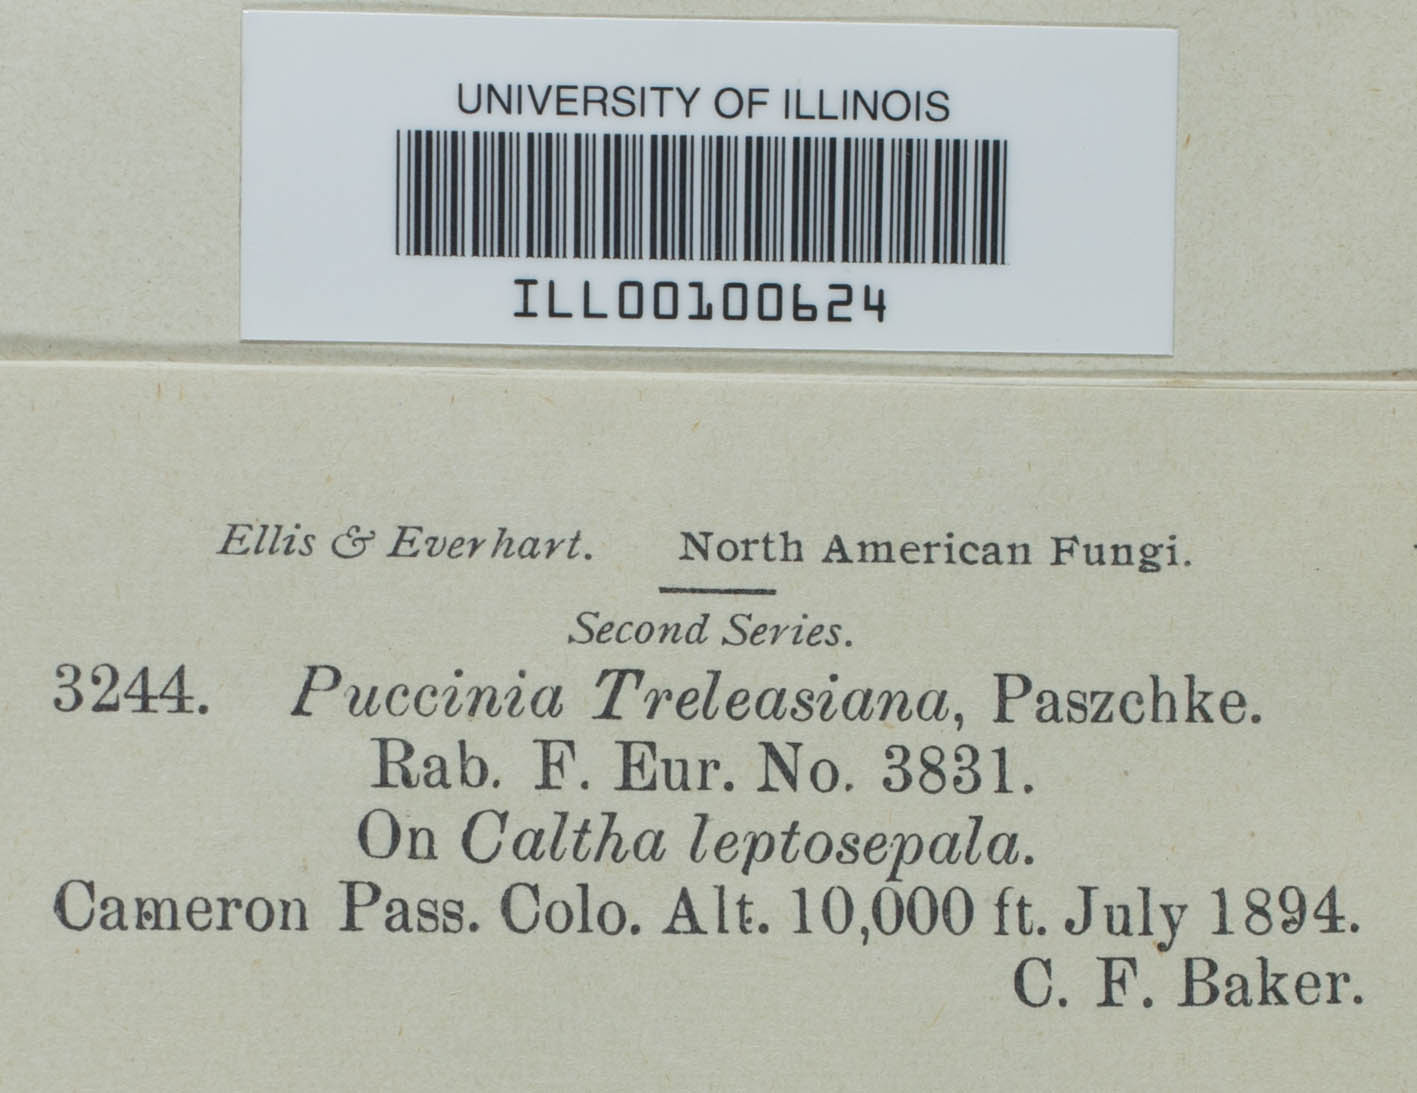 UNIVERSITY OF ILLINOIS
ILL00100624
Ellis & Everhart. North American Fungi.
Second Series.
3244. Puccinia Treleasiana, Paszchke.
Rab. F. Eur. No. 3831.
On Caltha leptosepala.
Cameron Pass. Colo. Alt. 10,000 ft. July 1894.
C. F. Baker.